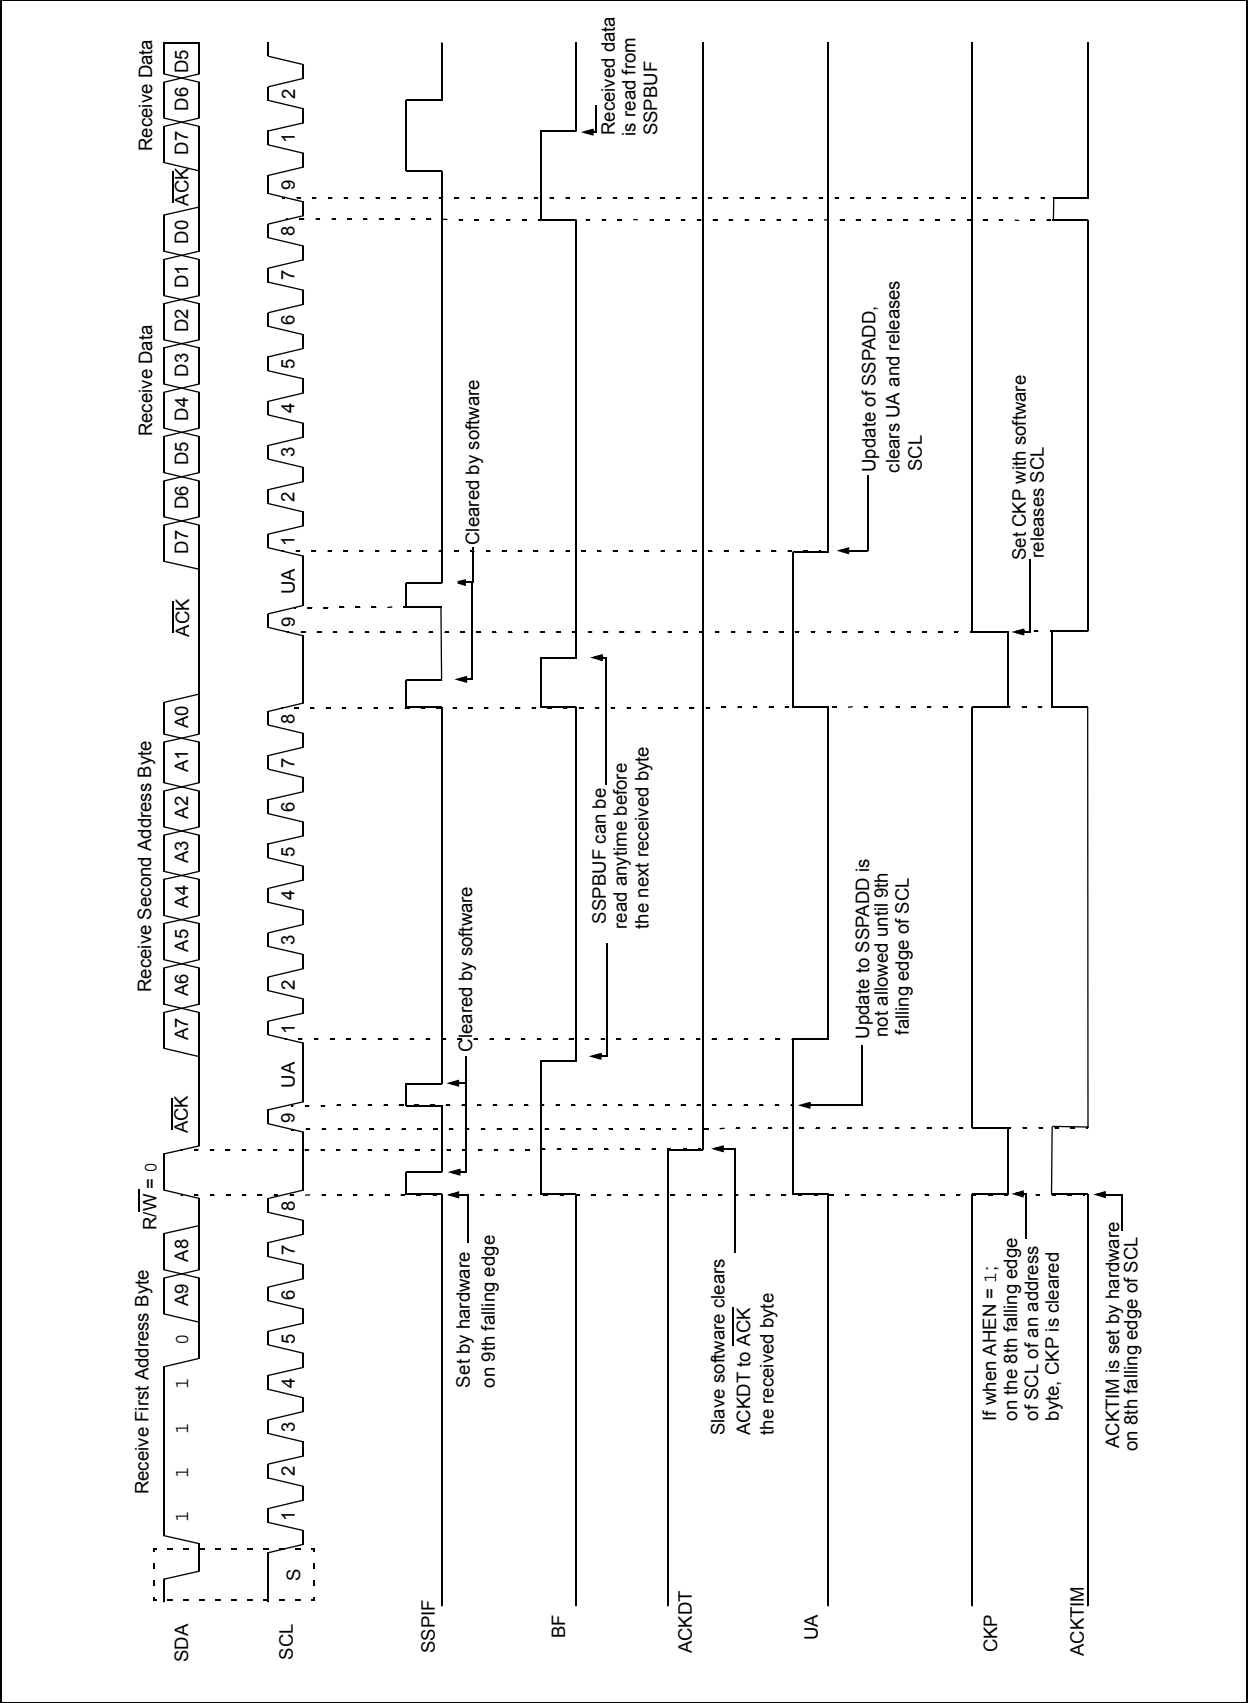 Receive First Address Byte
R/W = 0
Receive Second Address Byte
Receive Data
Receive Data
SDA
1 1 1 1 0 A9 A8 ACK A7 A6 A5 A4 A3 A2 A1 A0 ACK D7 D6 D5 D4 D3 D2 D1 D0 ACK D7 D6 D5
SCL
S 1 2 3 4 5 6 7 8 9 UA 1 2 3 4 5 6 7 8 9 UA 1 2 3 4 5 6 7 8 9 1 2
SSPIF
Set by hardware
on 9th falling edge
Cleared by software
Cleared by software
BF
SSPBUF can be
read anytime before
the next received byte
Received data
is read from
SSPBUF
ACKDT
Slave software clears
ACKDT to ACK
the received byte
UA
Update to SSPADD is
not allowed until 9th
falling edge of SCL
Update of SSPADD,
clears UA and releases
SCL
CKP
If when AHEN = 1;
on the 8th falling edge
of SCL of an address
byte, CKP is cleared
Set CKP with software
releases SCL
ACKTIM
ACKTIM is set by hardware
on 8th falling edge of SCL